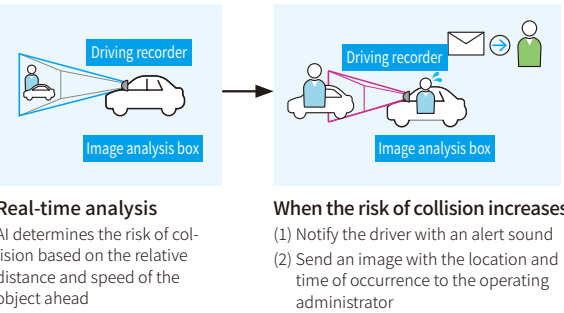 Driving recorder
Image analysis box
Real-time analysis
AI determines the risk of col-
lision based on the relative
distance and speed of the
object ahead
Driving recorder
Image analysis box
When the risk of collision increases
(1) Notify the driver with an alert sound
(2) Send an image with the location and
time of occurrence to the operating
administrator